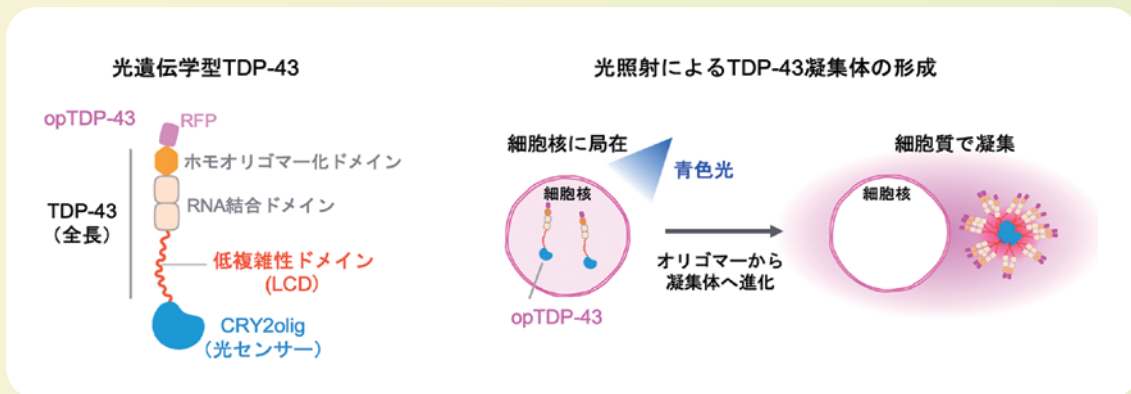 光遺伝学型TDP-43
opTDP-43
RFP
ホモオリゴマー化ドメイン
RNA結合ドメイン
TDP-43
（全長）
低複雑性ドメイン
(LCD)
CRY2olig
（光センサー）
光照射によるTDP-43凝集体の形成
細胞核に局在
青色光
細胞核
opTDP-43
オリゴマーから
凝集体へ進化
細胞質で凝集
細胞核